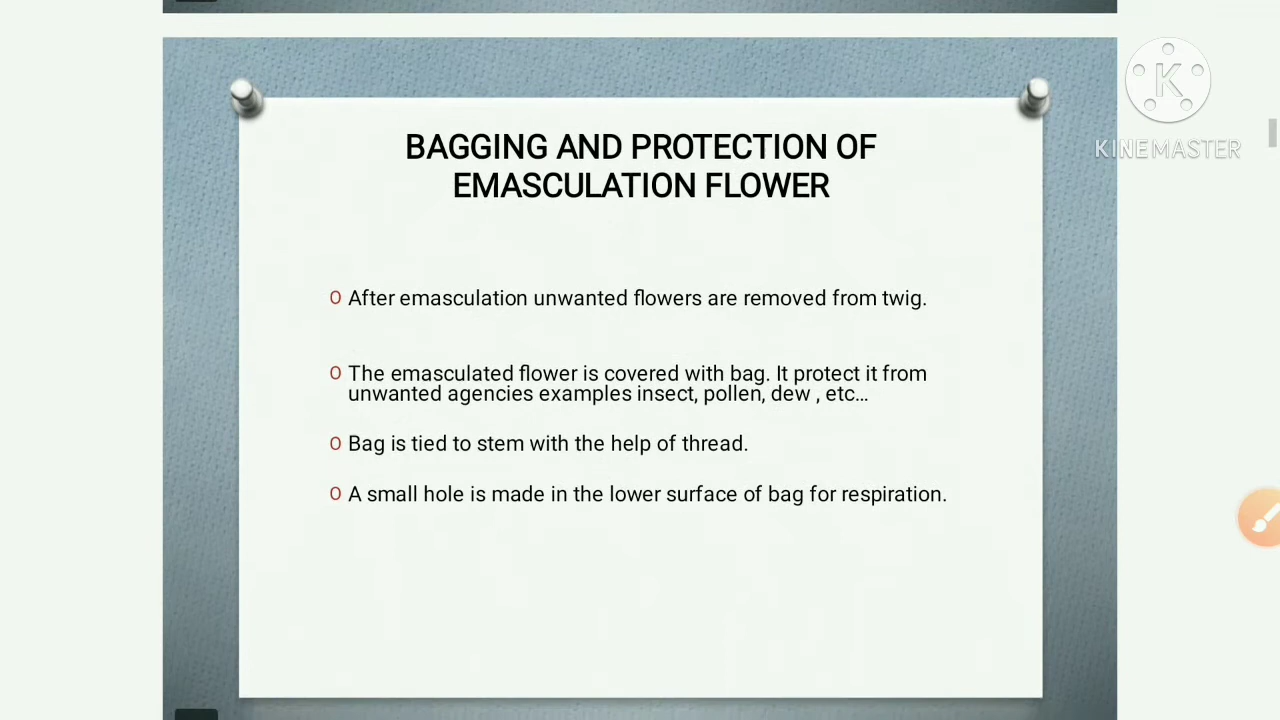 BAGGING AND PROTECTION OF
EMASCULATION FLOWER
K
KINEMASTER
O After emasculation unwanted flowers are removed from twig.
O The emasculated flower is covered with bag. It protect it from
unwanted agencies examples insect, pollen, dew , etc...
O Bag is tied to stem with the help of thread.
O A small hole is made in the lower surface of bag for respiration.